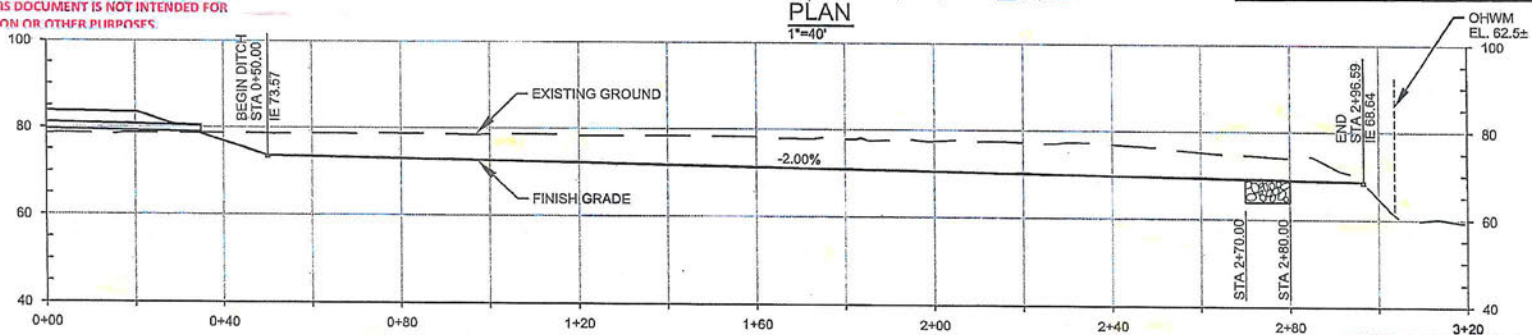 IS DOCUMENT IS NOT INTENDED FOR
ON OR OTHER PURPOSES.
PLAN
1"=40'
OHWM
EL. 62.5±
100
80
60
40
BEGIN DITCH
STA 0+50.00
IE 73.57
EXISTING GROUND
FINISH GRADE
-2.00%
STA 2+70.00
STA 2+80.00
END
STA 2+96.59
IE 68.64
100
80
60
40
0+00 0+40 0+80 1+20 1+60 2+00 2+40 2+80 3+20